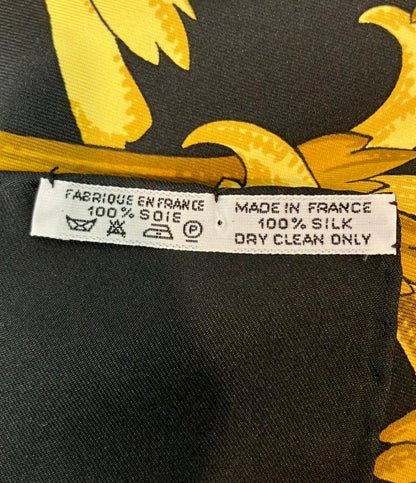 FABRIQUE EN FRANCE
100% SOIE
P
MADE IN FRANCE
100% SILK
DRY CLEAN ONLY